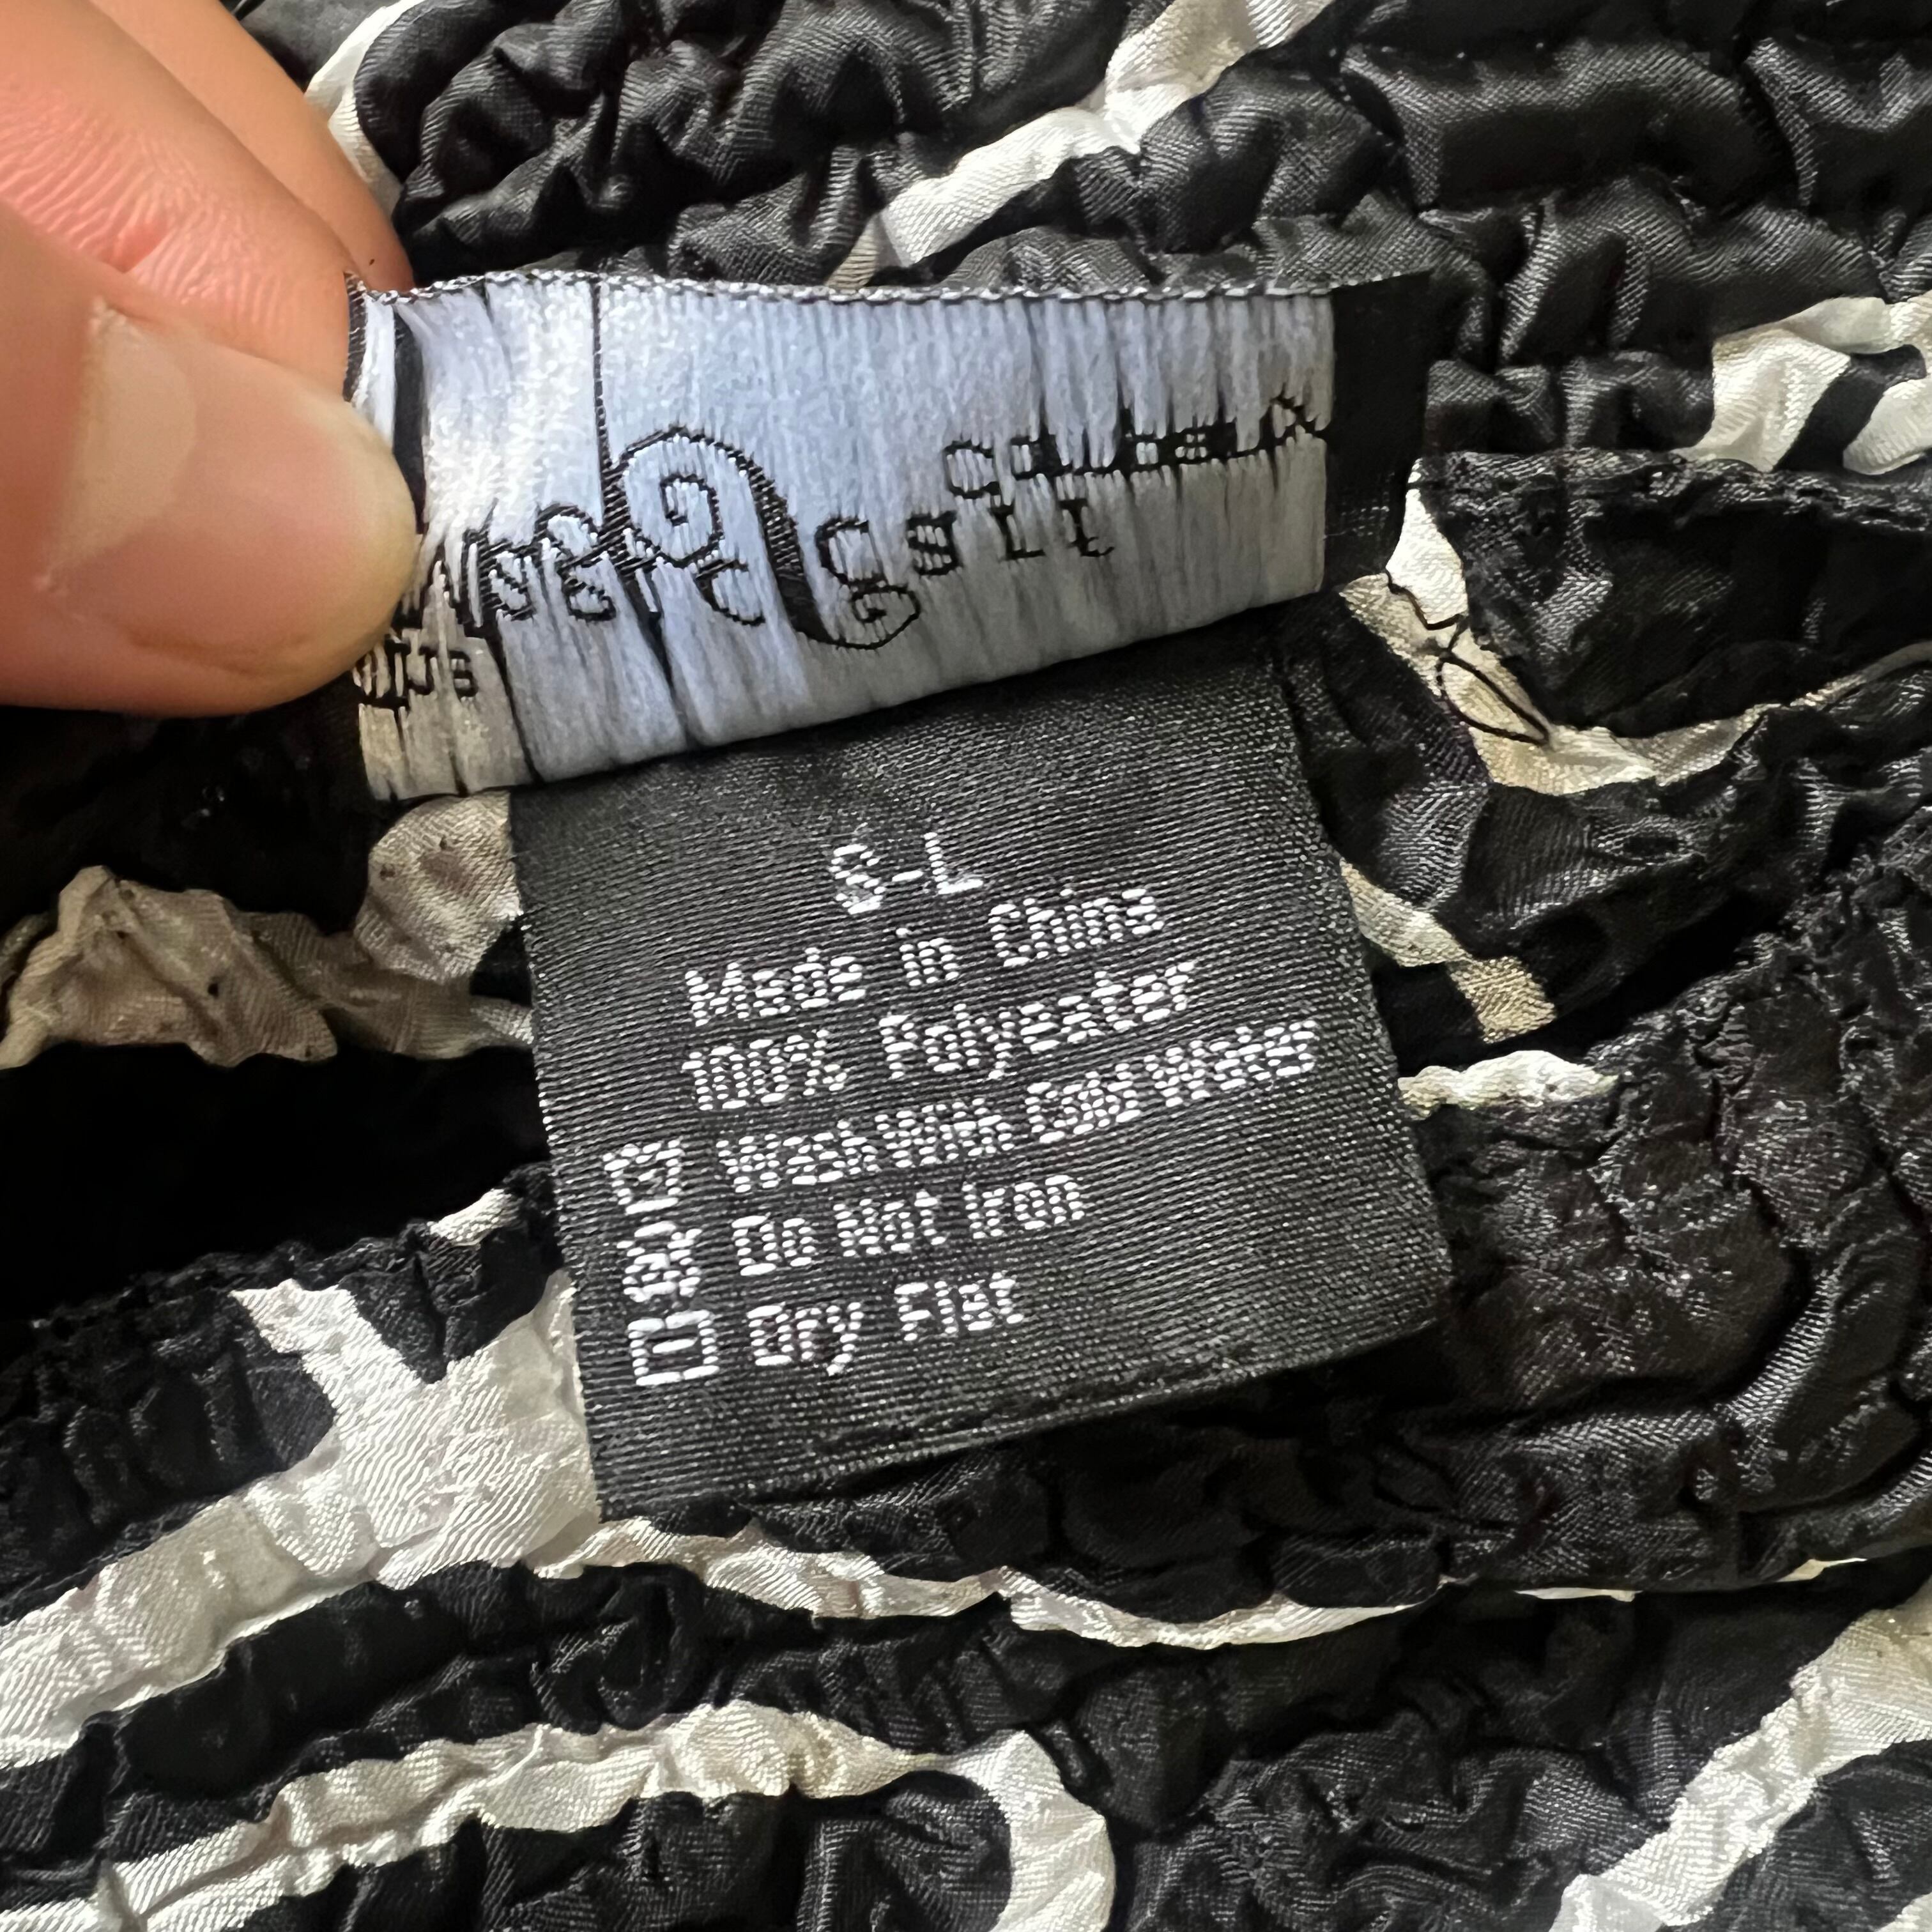 S-L
Made in China
100% Polyester
Wash With Cold Water
Do Not Iron
Dry Flat